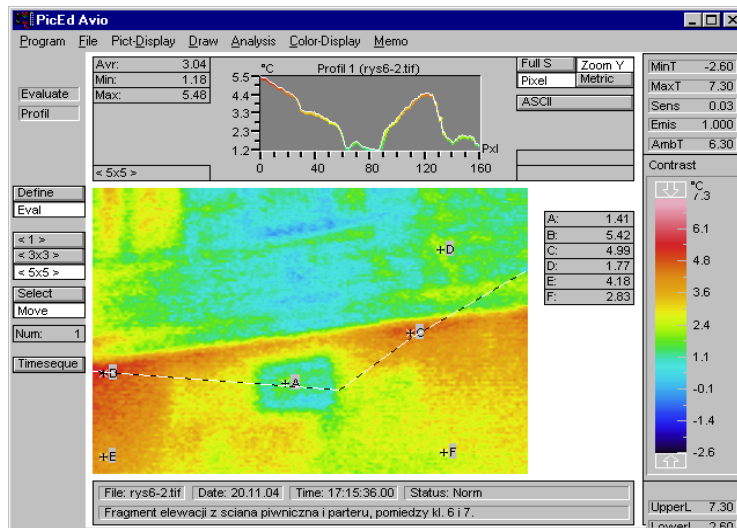 PicEd Avio
Program File Pict-Display Draw Analysis Color-Display Memo
Evaluate
Profil
Avr: 3.04
Min: 1.18
Max: 5.48
< 5x5 >
°C Profil 1 (rys6-2.tif)
5.5
4.4
3.3
2.3
1.2
0 40 80 120 160
Pxl
Full S Zoom Y
Pixel Metric
ASCII
MinT -2.60
MaxT 7.30
Sens 0.03
Emis 1.000
AmbT 6.30
Contrast
°C
7.3
6.1
4.8
3.6
2.4
1.1
-0.1
-1.4
-2.6
UpperL 7.30
LowerL -2.60
Define
Eval
< 1 >
< 3x3 >
< 5x5 >
Select
Move
Num: 1
Timeseque
D
C
B
A
E
F
A: 1.41
B: 5.42
C: 4.99
D: 1.77
E: 4.18
F: 2.83
File: rys6-2.tif Date: 20.11.04 Time: 17:15:36.00 Status: Norm
Fragment elewacji z sciana piwniczna i parteru, pomiedzy kl. 6 i 7.